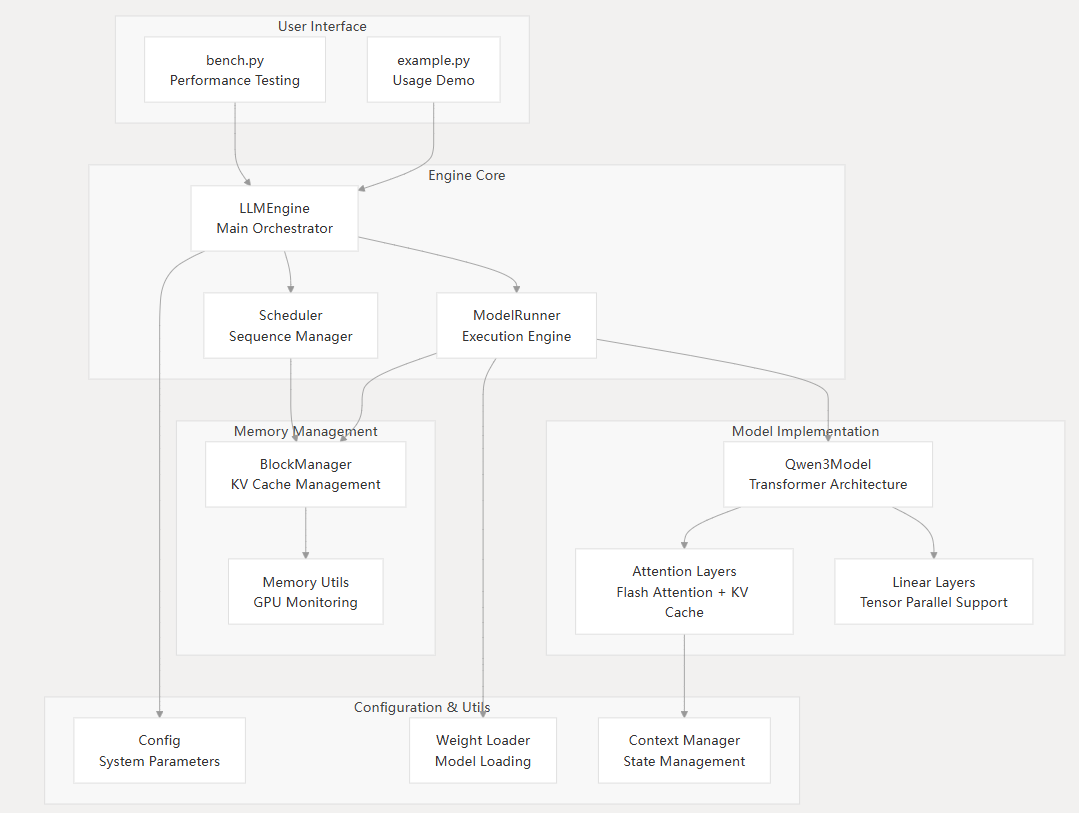 User Interface
bench.py
Performance Testing
example.py
Usage Demo
Engine Core
LLMEngine
Main Orchestrator
Scheduler
Sequence Manager
ModelRunner
Execution Engine
Memory Management
BlockManager
KV Cache Management
Memory Utils
GPU Monitoring
Model Implementation
Qwen3Model
Transformer Architecture
Attention Layers
Flash Attention + KV
Cache
Linear Layers
Tensor Parallel Support
Configuration & Utils
Config
System Parameters
Weight Loader
Model Loading
Context Manager
State Management